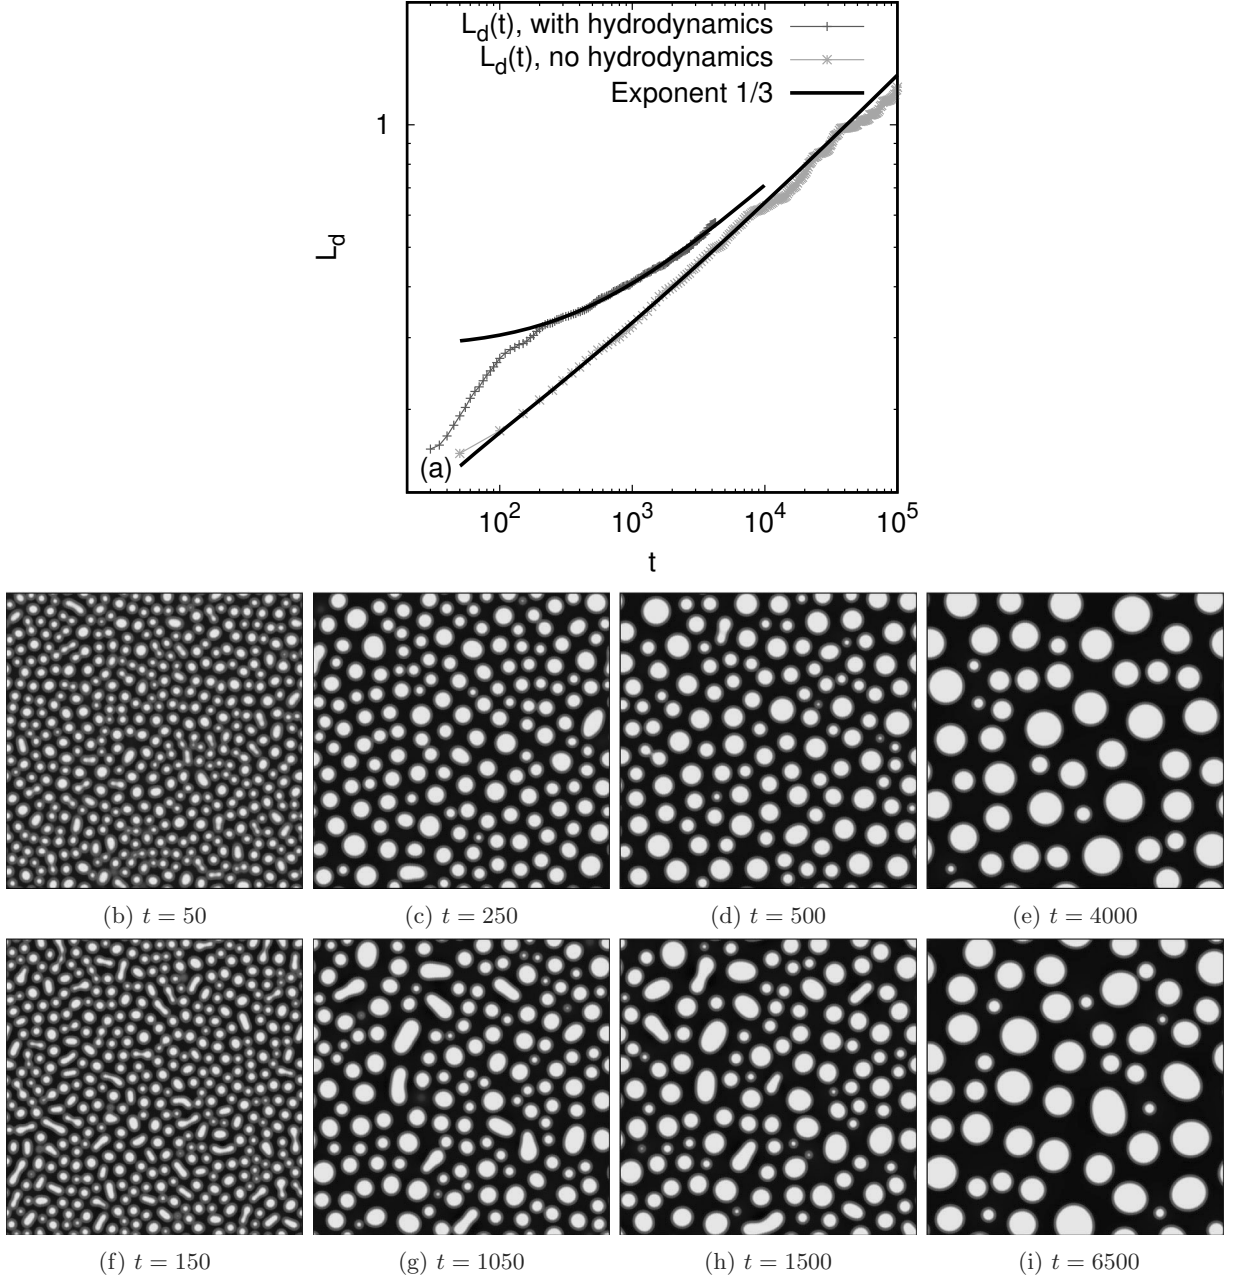 L_d(t), with hydrodynamics
L_d(t), no hydrodynamics
Exponent 1/3
1
L_d
(a)
10^2 10^3 10^4 10^5
t
(b) t = 50 (c) t = 250 (d) t = 500 (e) t = 4000
(f) t = 150 (g) t = 1050 (h) t = 1500 (i) t = 6500